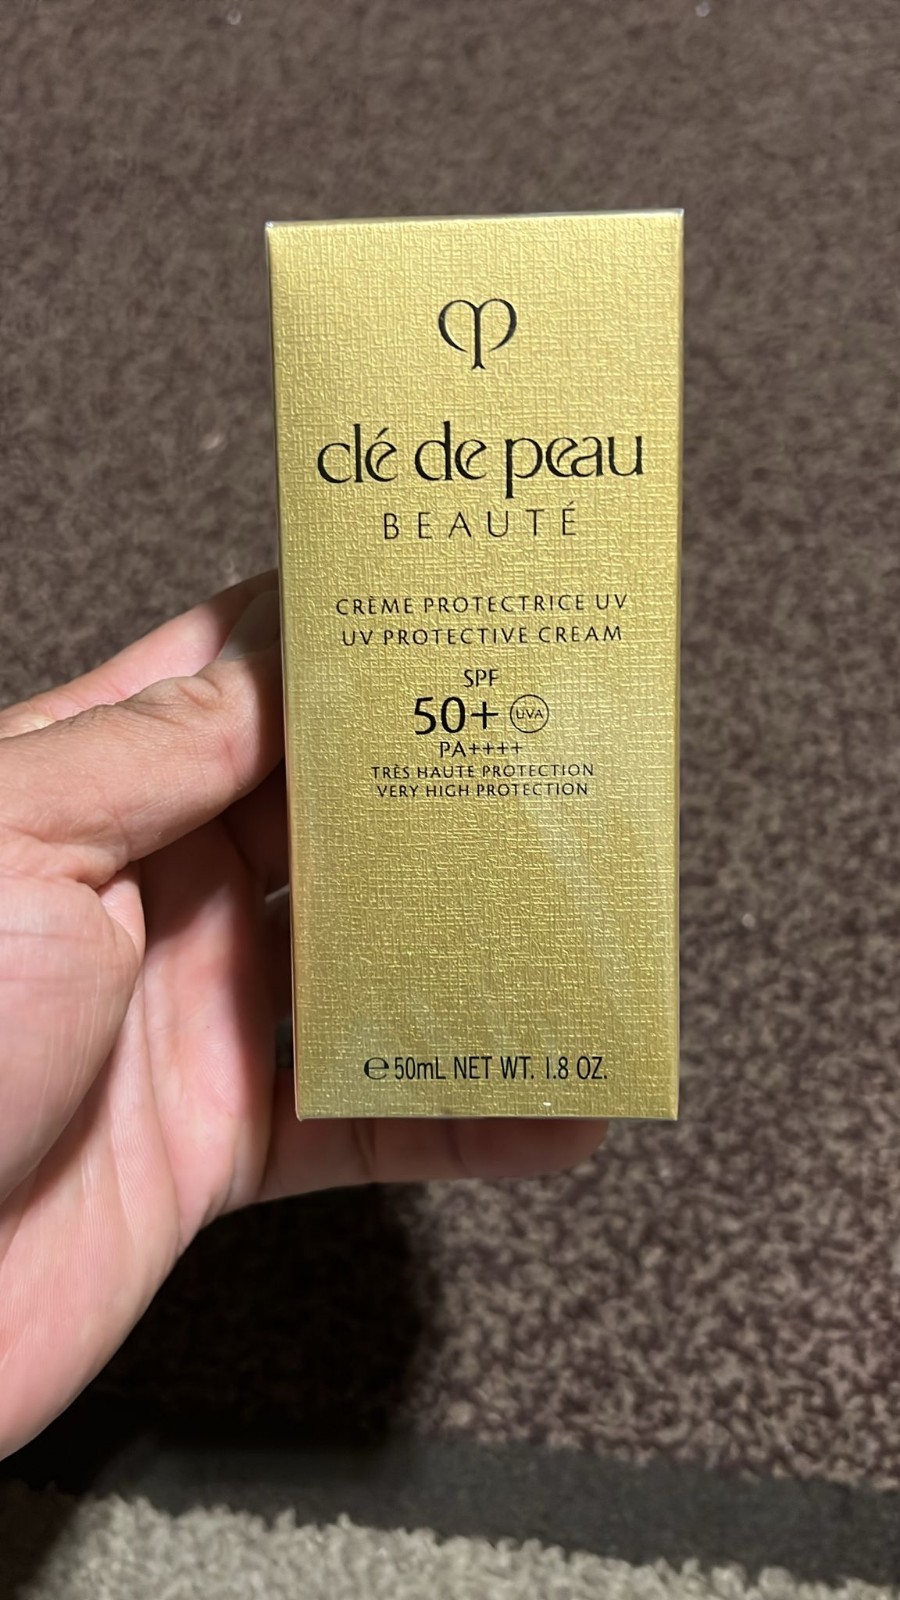 clé de peau
BEAUTÉ
CRÈME PROTECTRICE UV
UV PROTECTIVE CREAM
SPF
50+ UVA
PA++++
TRÈS HAUTE PROTECTION
VERY HIGH PROTECTION
℮50mL NET WT. 1.8 OZ.